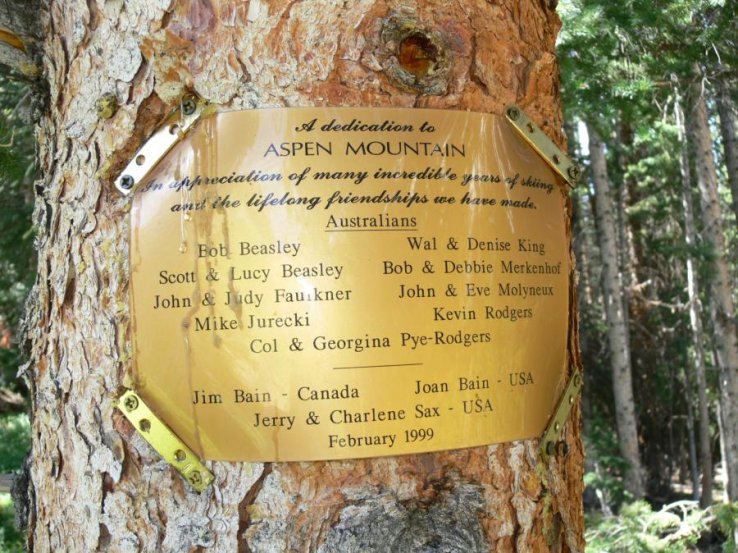 A dedication to
ASPEN MOUNTAIN
In appreciation of many incredible years of skiing
and the lifelong friendships we have made.
Australians
Bob Beasley Wal & Denise King
Scott & Lucy Beasley Bob & Debbie Merkenhof
John & Judy Faulkner John & Eve Molyneux
Mike Jurecki Kevin Rodgers
Col & Georgina Pye-Rodgers
Jim Bain - Canada Joan Bain - USA
Jerry & Charlene Sax - USA
February 1999